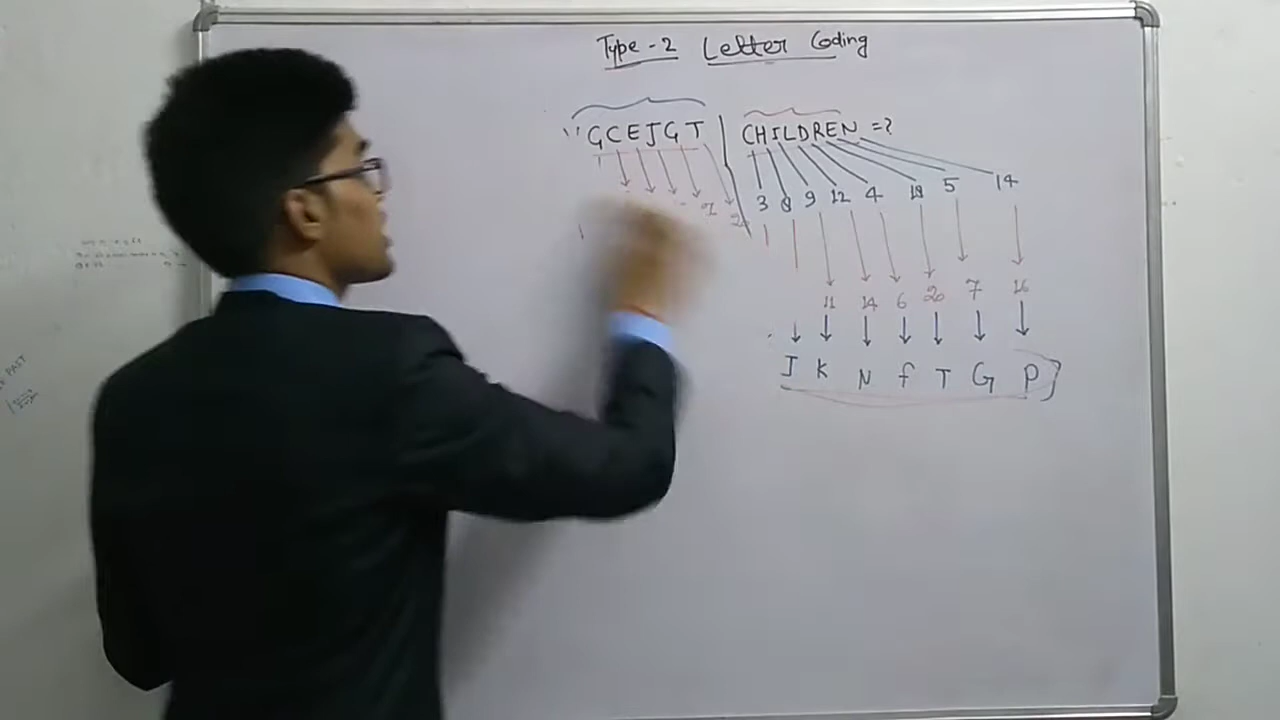 Type-2 Letter Coding
"GCEJGT CHILDREN =?
3 8 9 12 4 18 5 14
11 14 6 20 7 16
J K N f T G P
PAST